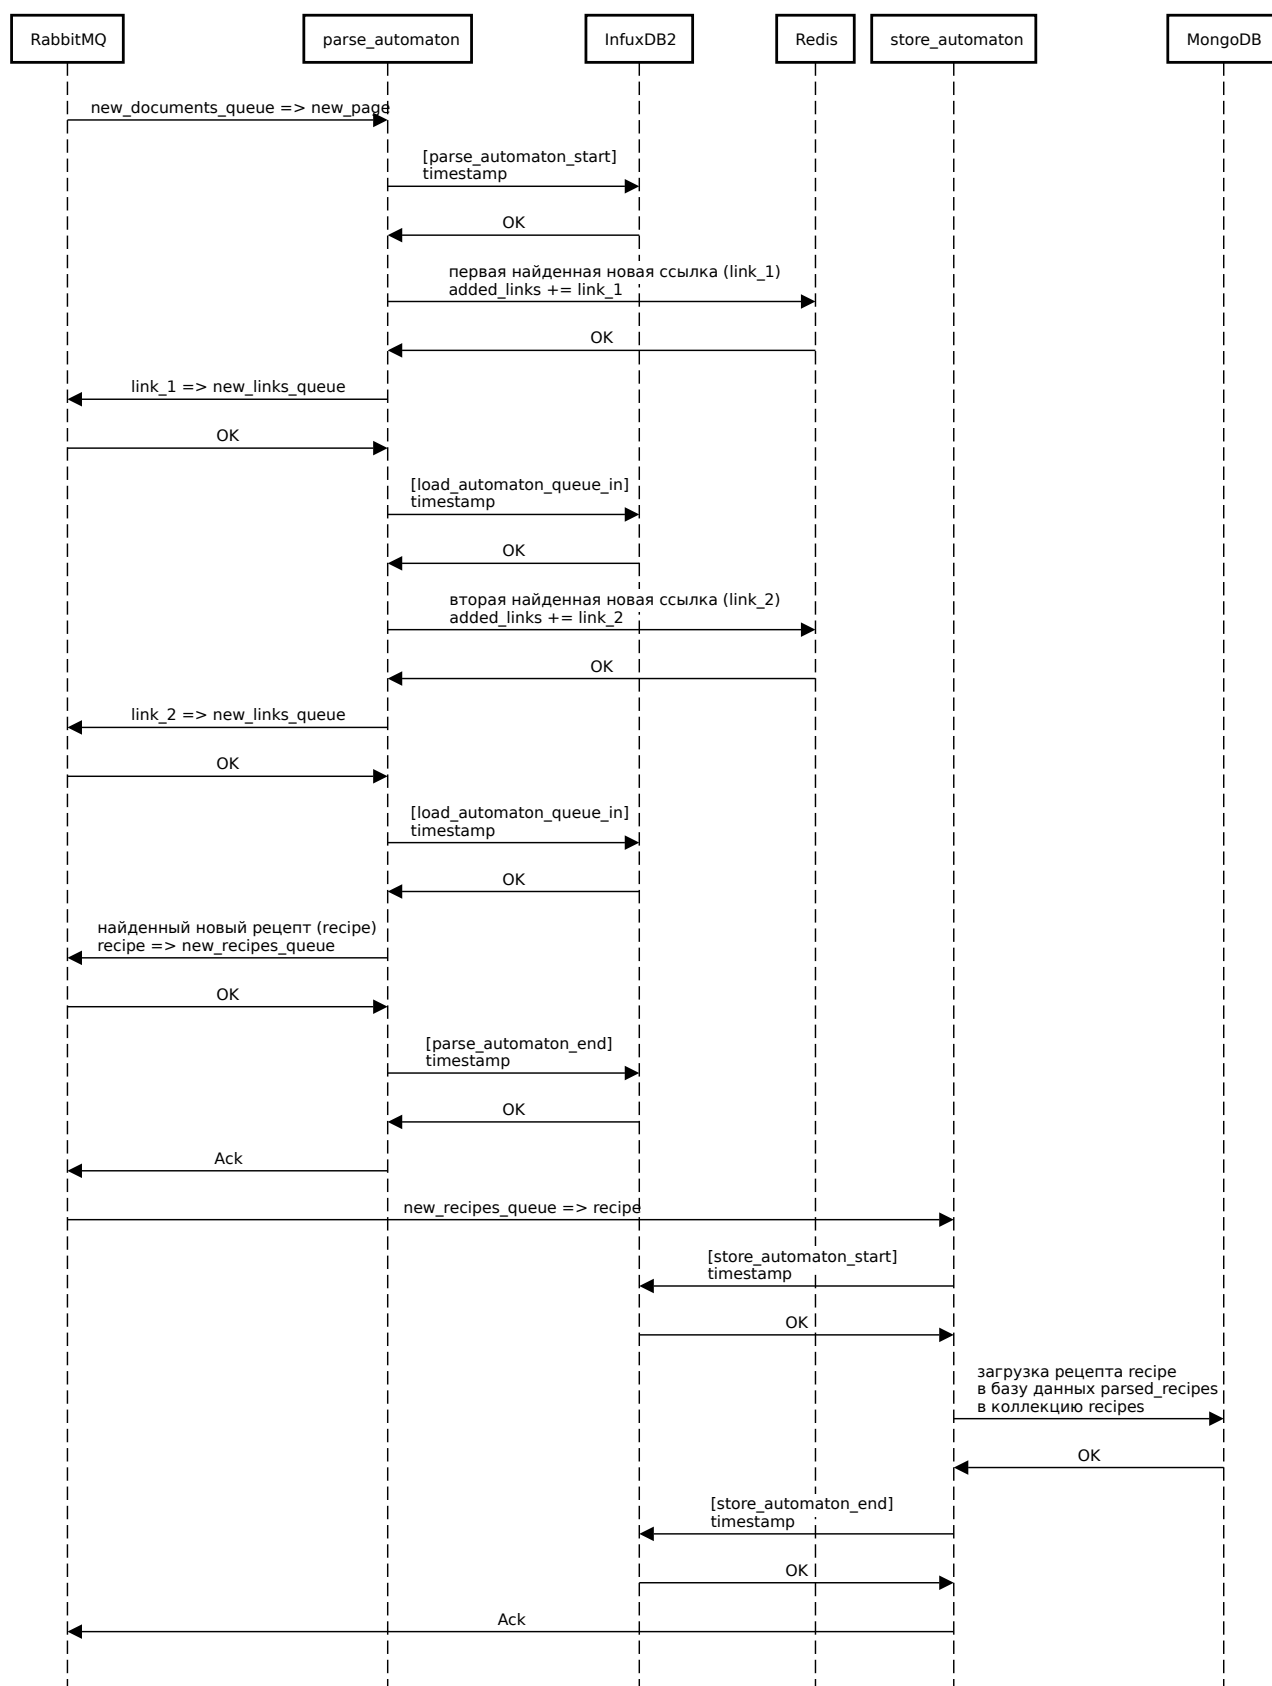 RabbitMQ
parse_automaton
InfuxDB2
Redis
store_automaton
MongoDB
new_documents_queue => new_page
[parse_automaton_start]
timestamp
OK
первая найденная новая ссылка (link_1)
added_links += link_1
OK
link_1 => new_links_queue
OK
[load_automaton_queue_in]
timestamp
OK
вторая найденная новая ссылка (link_2)
added_links += link_2
OK
link_2 => new_links_queue
OK
[load_automaton_queue_in]
timestamp
OK
найденный новый рецепт (recipe)
recipe => new_recipes_queue
OK
[parse_automaton_end]
timestamp
OK
Ack
new_recipes_queue => recipe
[store_automaton_start]
timestamp
OK
загрузка рецепта recipe
в базу данных parsed_recipes
в коллекцию recipes
OK
[store_automaton_end]
timestamp
OK
Ack